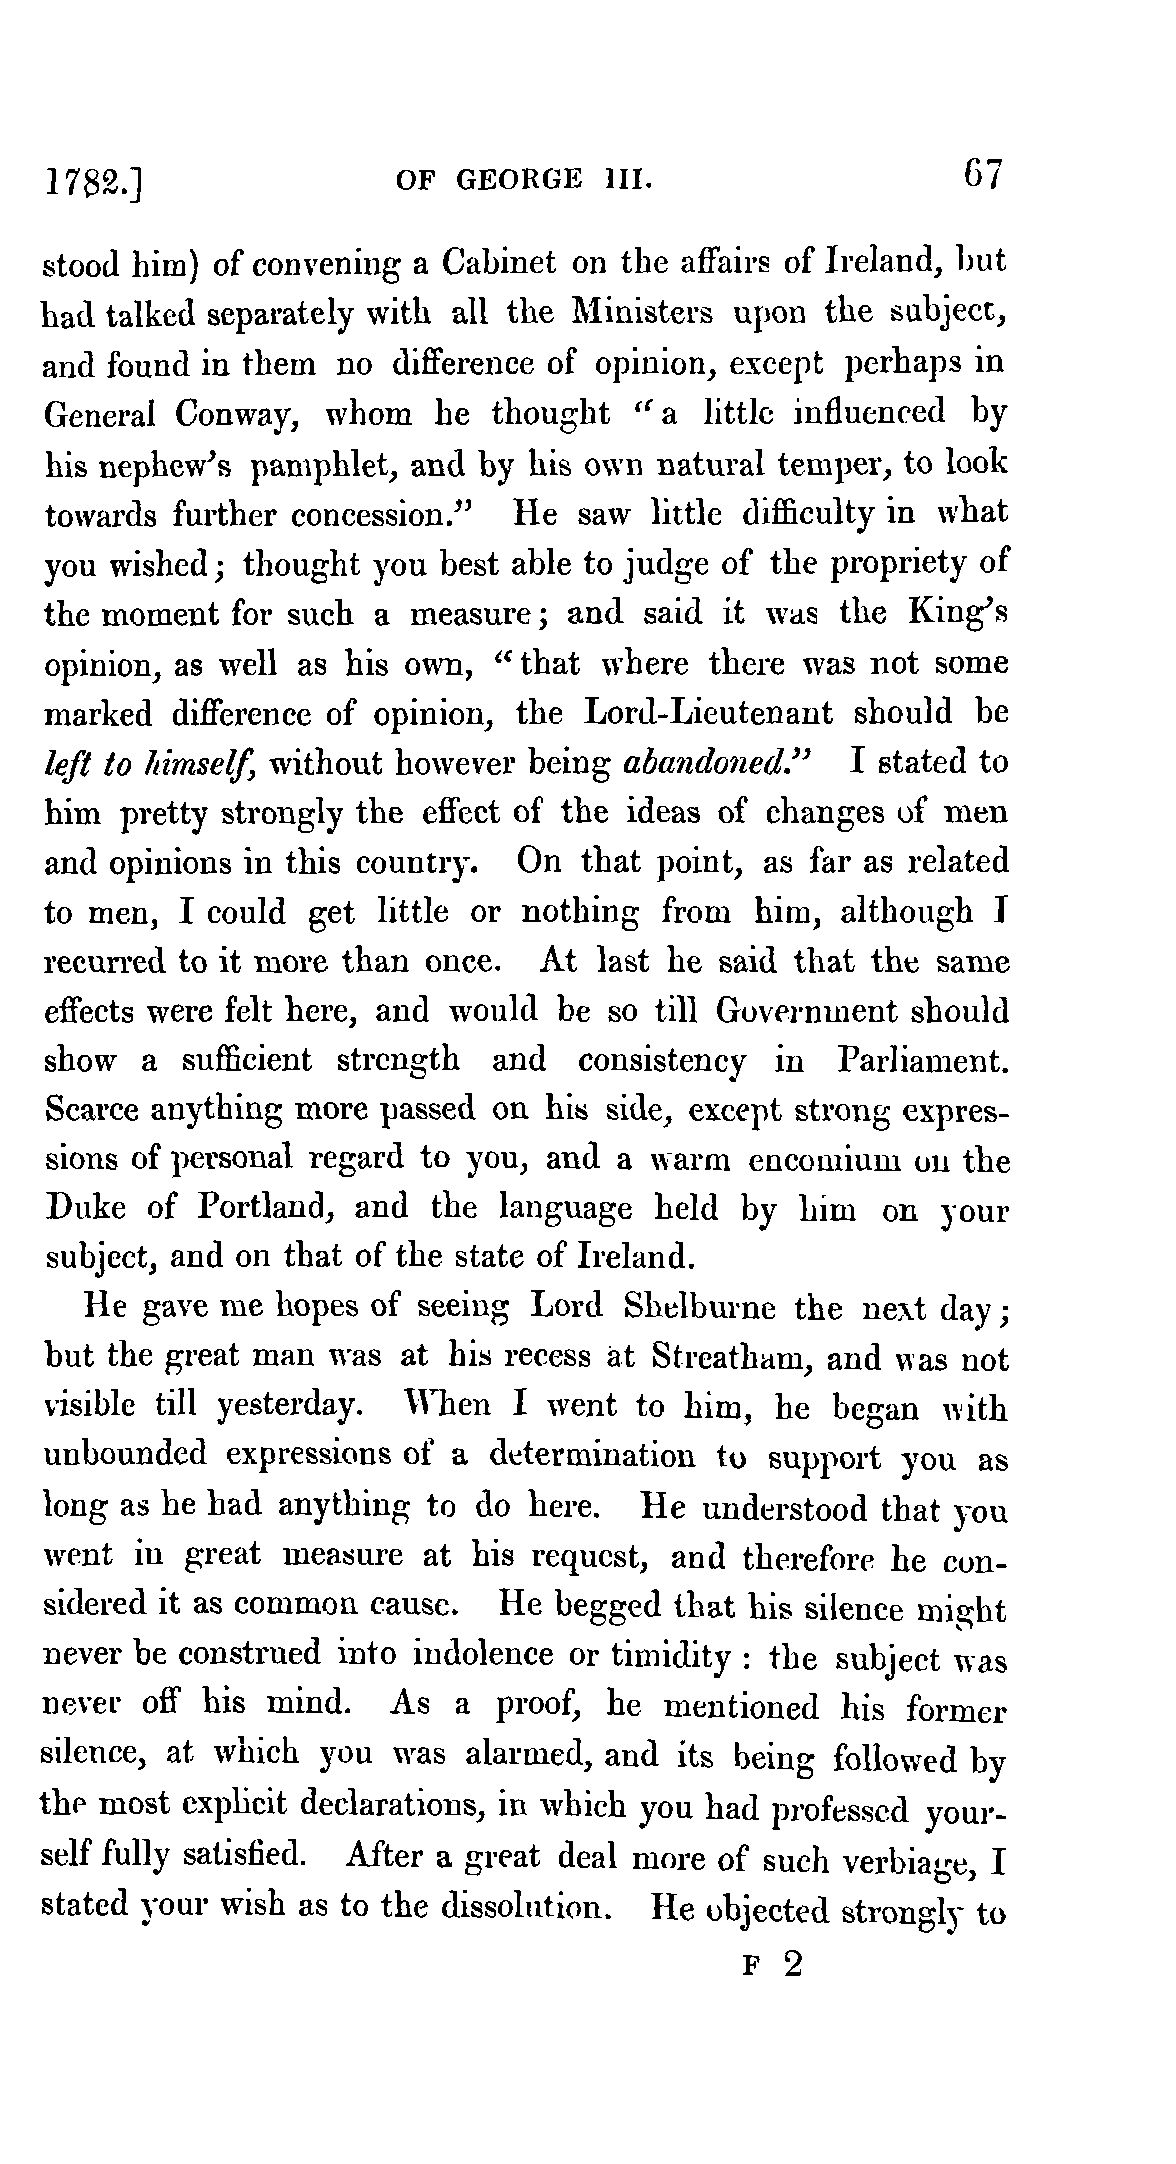 1782.] OF GEORGE III. 67
stood him) of convening a Cabinet on the affairs of Ireland, but
had talked separately with all the Ministers upon the subject,
and found in them no difference of opinion, except perhaps in
General Conway, whom he thought “a little influenced by
his nephew’s pamphlet, and by his own natural temper, to look
towards further concession.” He saw little difficulty in what
you wished; thought you best able to judge of the propriety of
the moment for such a measure; and said it was the King’s
opinion, as well as his own, “that where there was not some
marked difference of opinion, the Lord-Lieutenant should be
left to himself, without however being abandoned.” I stated to
him pretty strongly the effect of the ideas of changes of men
and opinions in this country. On that point, as far as related
to men, I could get little or nothing from him, although I
recurred to it more than once. At last he said that the same
effects were felt here, and would be so till Government should
show a sufficient strength and consistency in Parliament.
Scarce anything more passed on his side, except strong expres-
sions of personal regard to you, and a warm encomium on the
Duke of Portland, and the language held by him on your
subject, and on that of the state of Ireland.
He gave me hopes of seeing Lord Shelburne the next day;
but the great man was at his recess at Streatham, and was not
visible till yesterday. When I went to him, he began with
unbounded expressions of a determination to support you as
long as he had anything to do here. He understood that you
went in great measure at his request, and therefore he con-
sidered it as common cause. He begged that his silence might
never be construed into indolence or timidity: the subject was
never off his mind. As a proof, he mentioned his former
silence, at which you was alarmed, and its being followed by
the most explicit declarations, in which you had professed your-
self fully satisfied. After a great deal more of such verbiage, I
stated your wish as to the dissolution. He objected strongly to
F 2